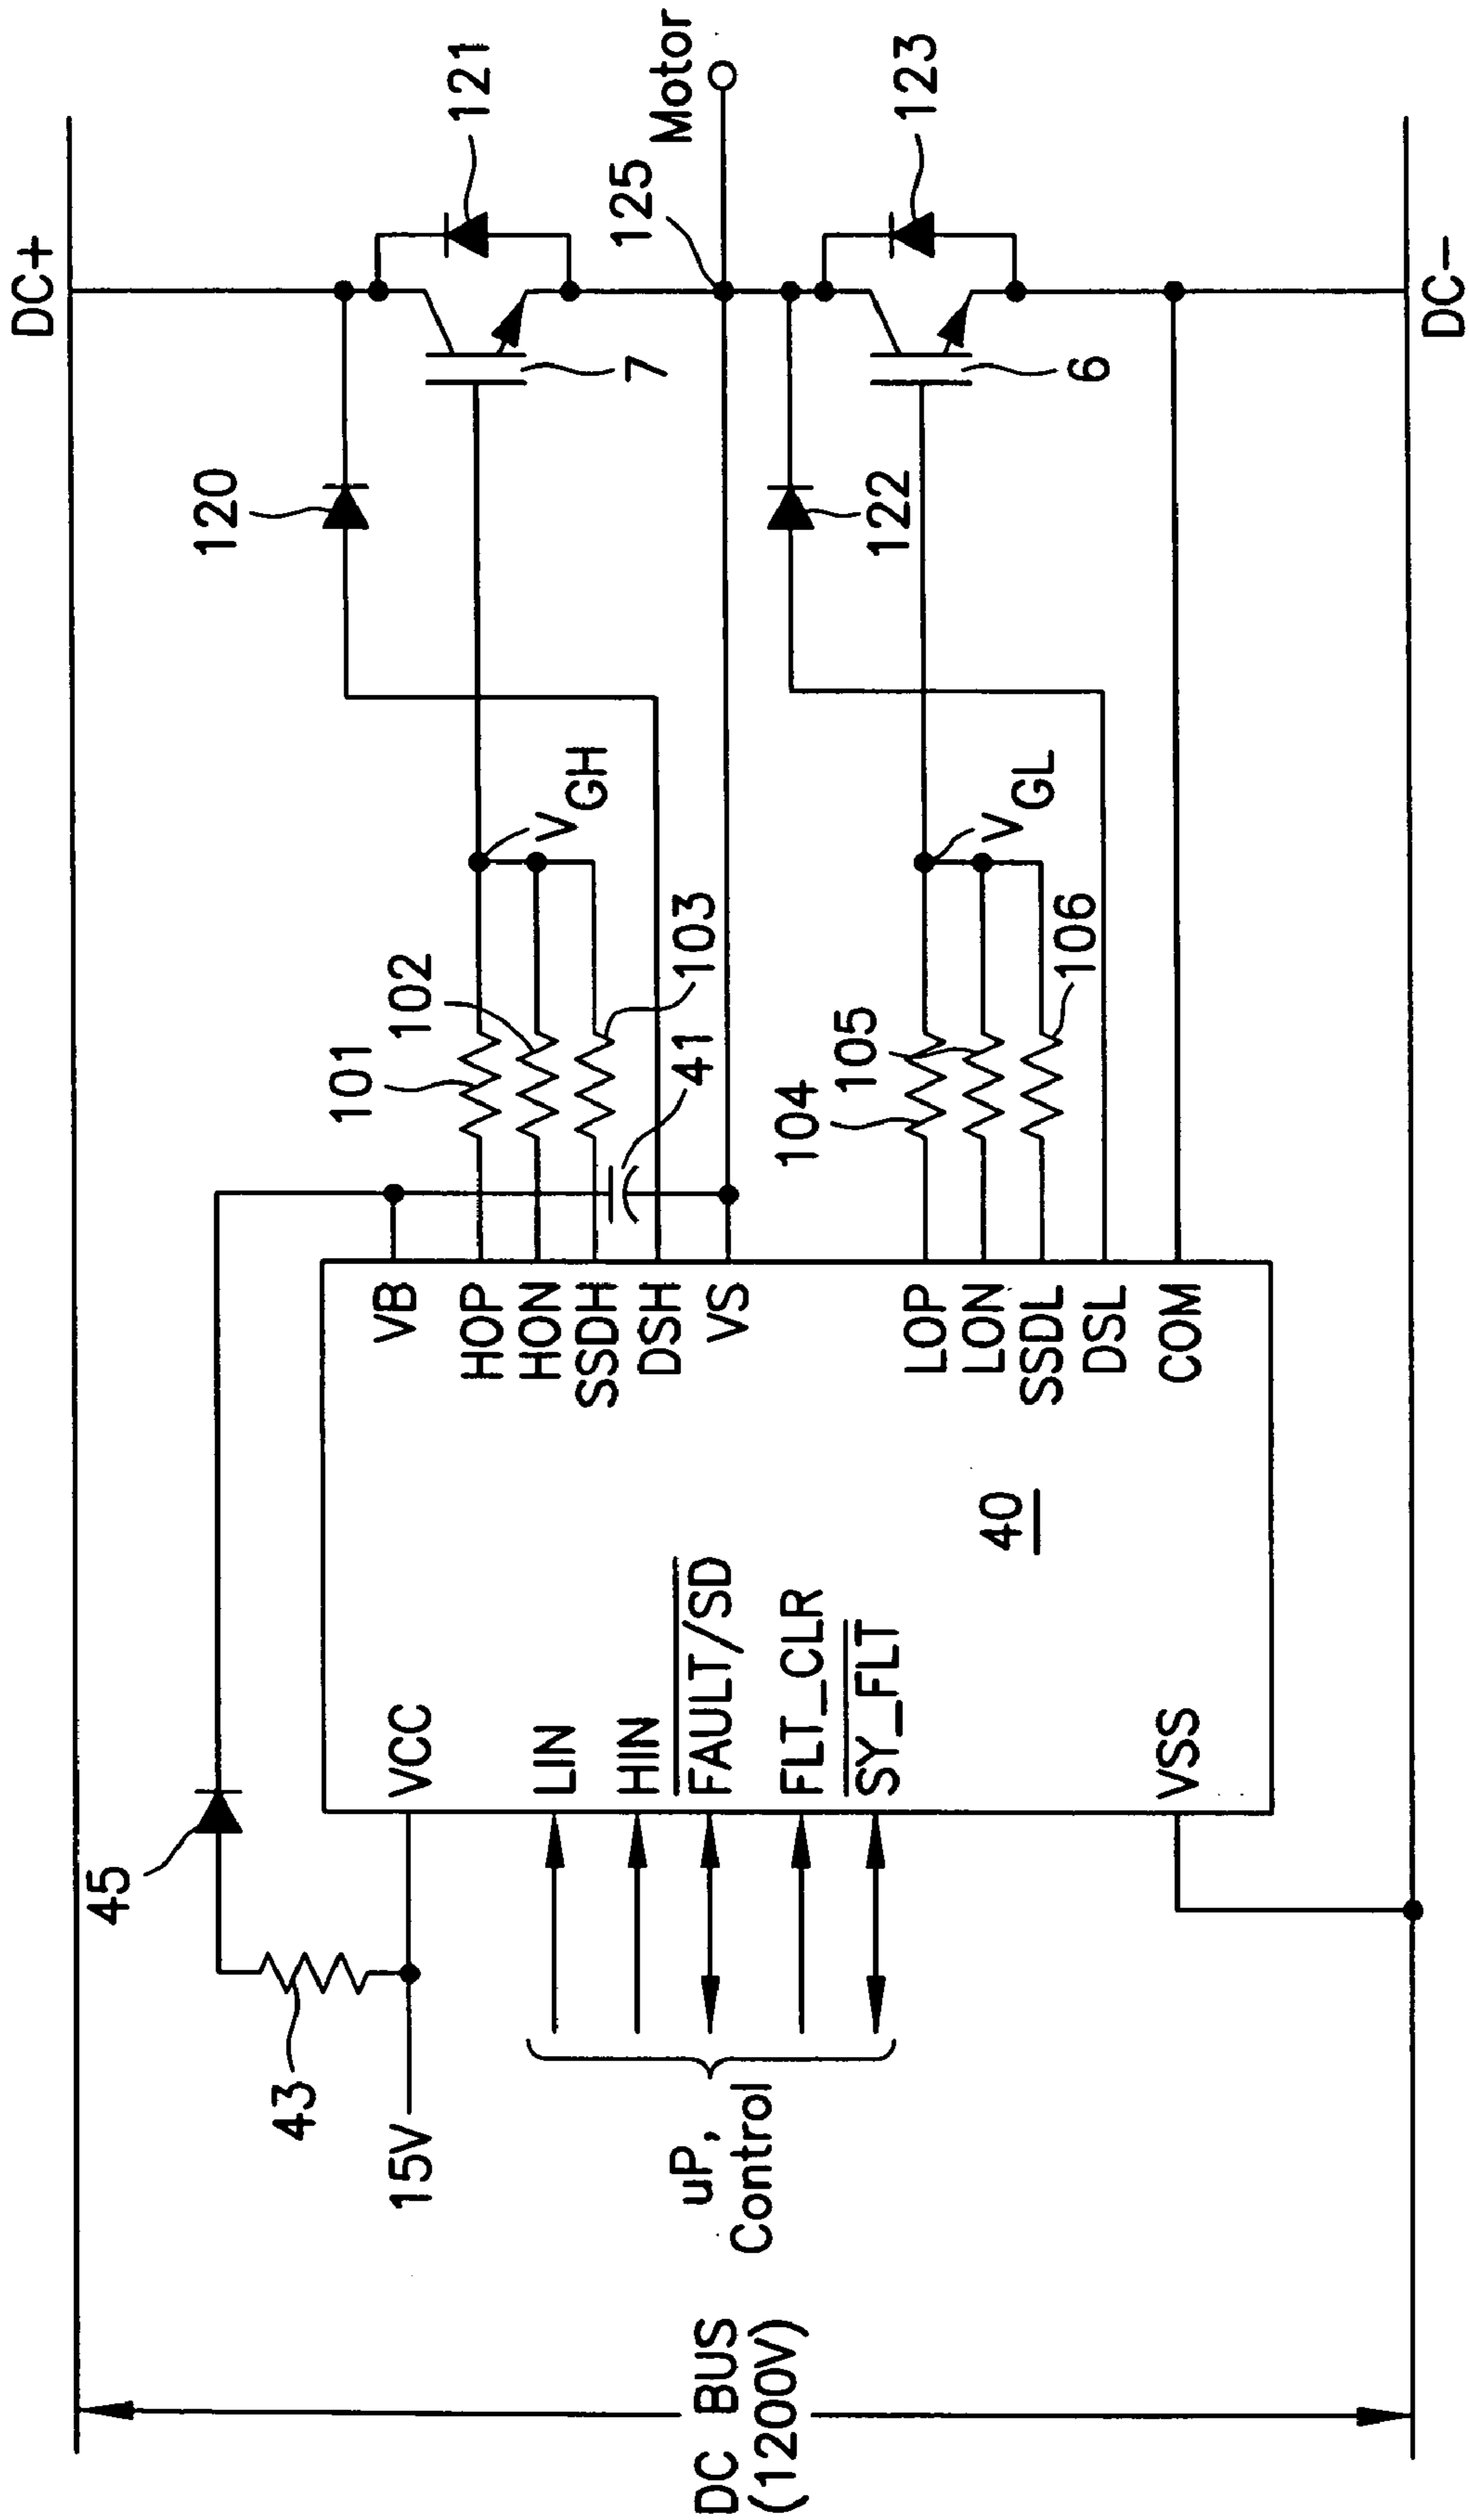 DC BUS
(1200V)
DC+
DC−
15V
43
45
uP,
Control
VCC
LIN
HIN
FAULT/SD
FLT_CLR
SY_FLT
VSS
40
VB
HOP
HON
SSDH
DSH
VS
LOP
LON
SSDL
DSL
COM
101
102
103
41
104
105
106
VGH
VGL
120
122
7
6
121
125
Motor
123